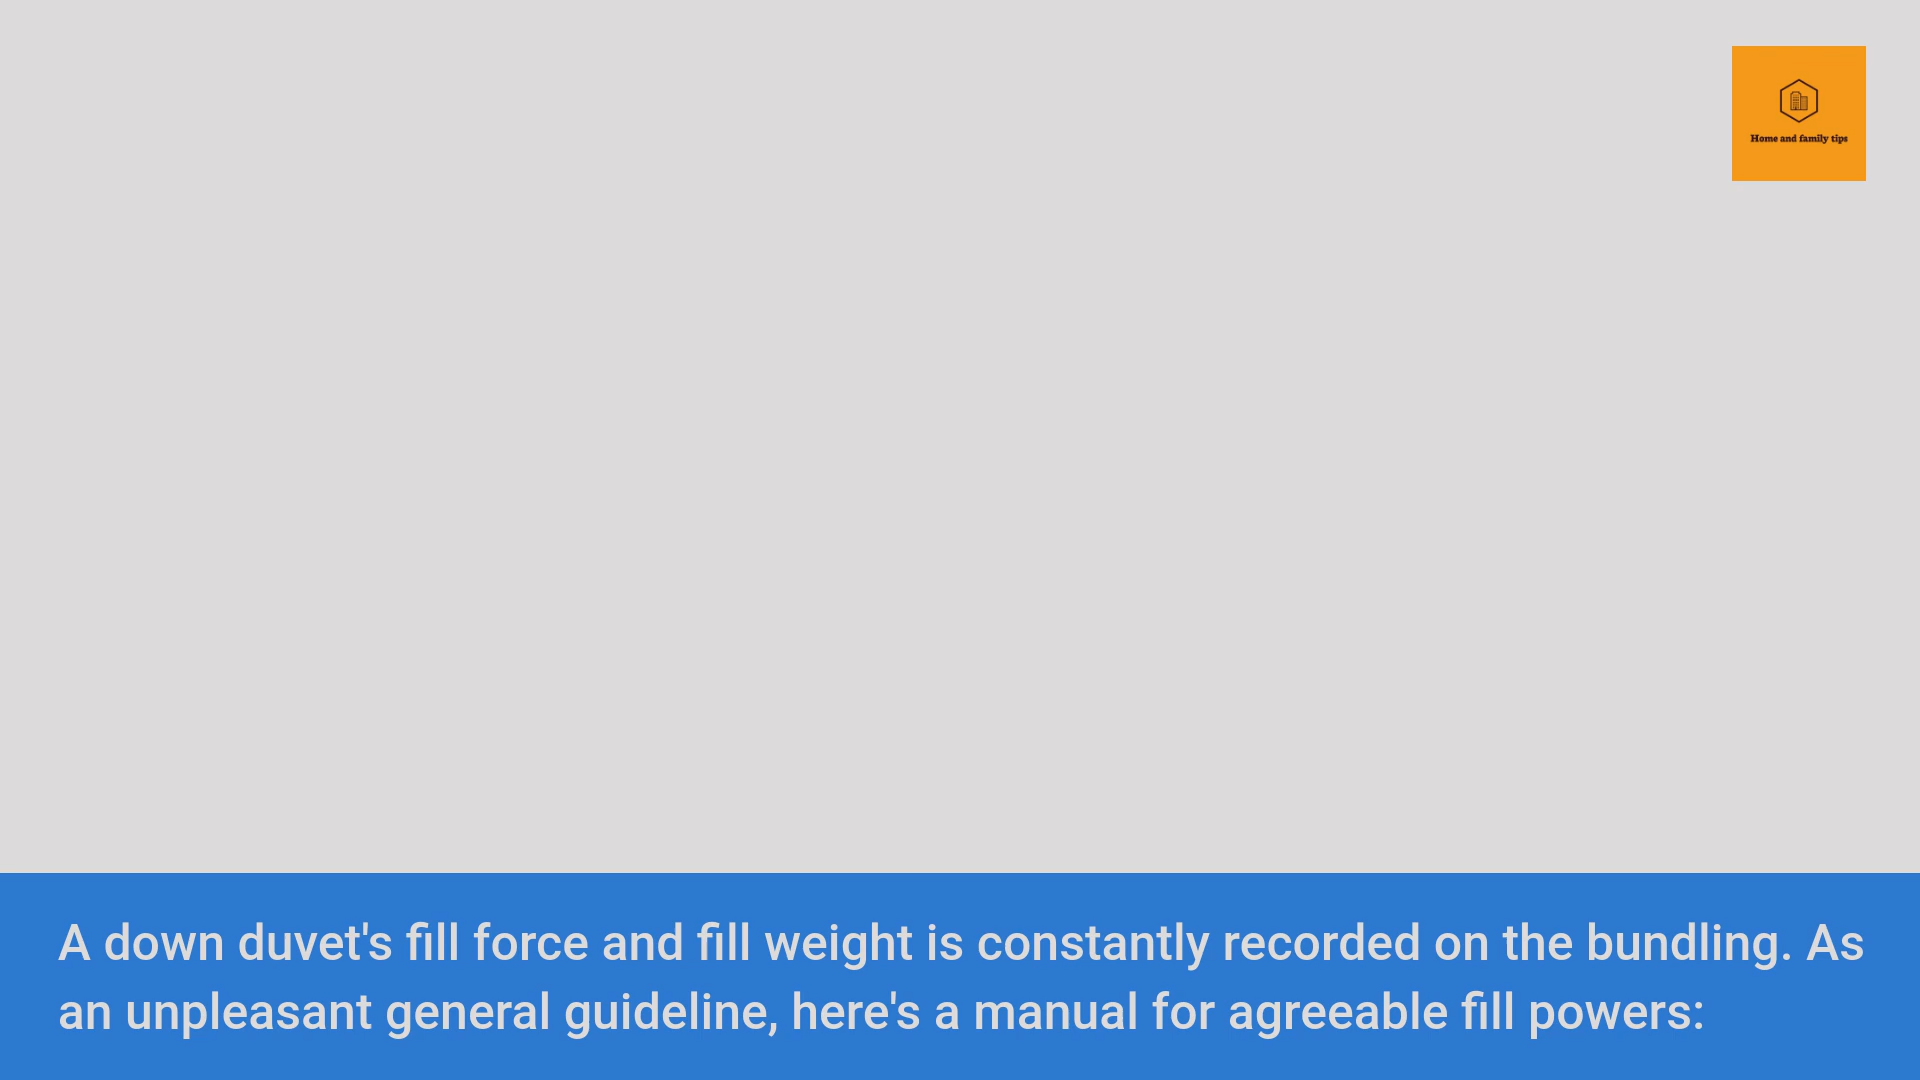 Home and family tips
A down duvet's fill force and fill weight is constantly recorded on the bundling. As
an unpleasant general guideline, here's a manual for agreeable fill powers: